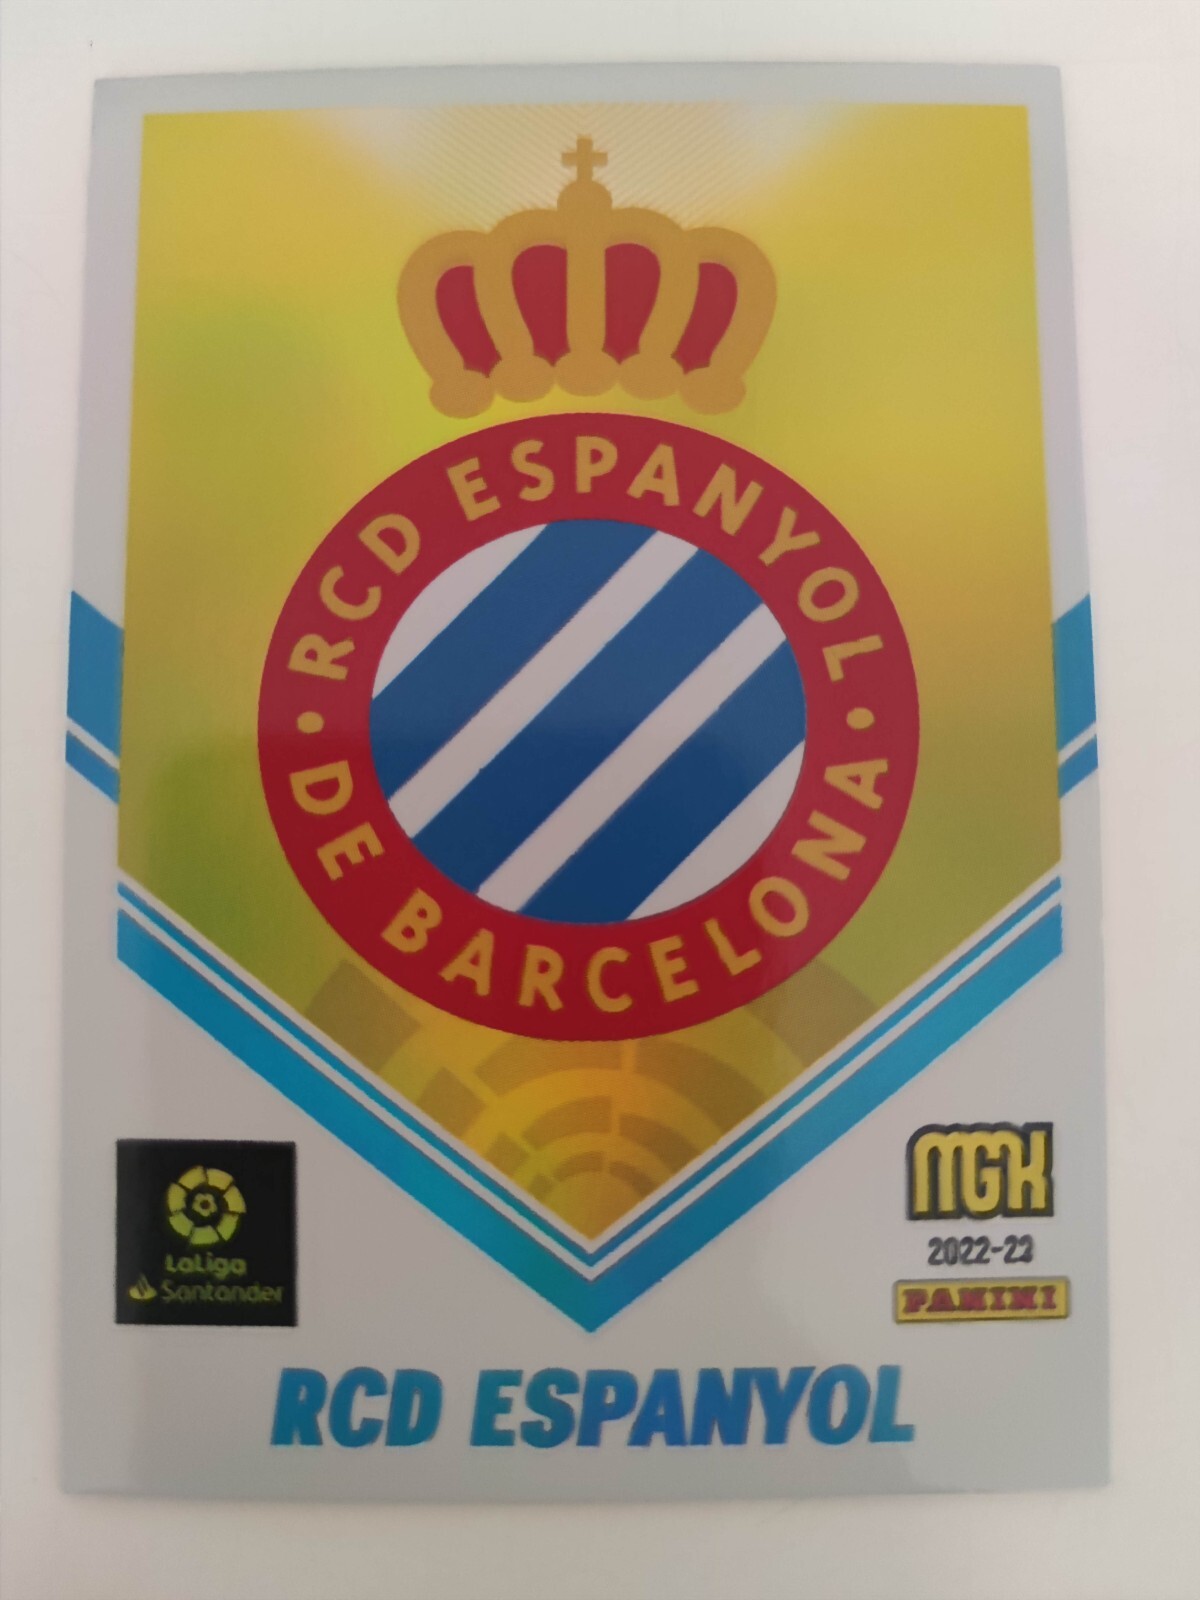 RCD ESPANYOL
DE BARCELONA
LaLiga
Santander
MGK
2022-23
PANINI
RCD ESPANYOL